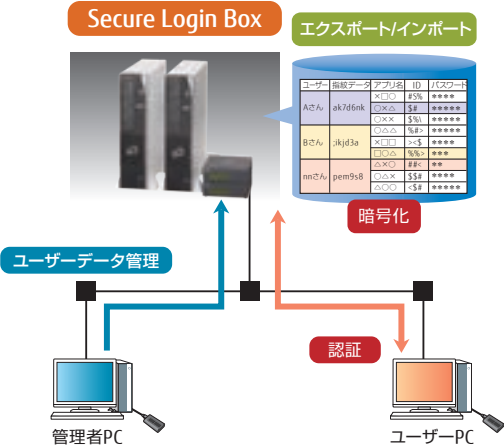 Secure Login Box
エクスポート/インポート
ユーザー 指紋データ アプリ名 ID パスワード
×□○ #S% ****
Aさん ak7d6nk ○×△ $# *****
○×× $%\ *****
○△△ %#> *****
Bさん ;ikjd3a ×□□ ><$ ****
□○△ %%> ***
△×○ ##< **
nnさん pem9s8 ○△× $$# ****
△○○ <$# *****
暗号化
ユーザーデータ管理
認証
管理者PC
ユーザーPC